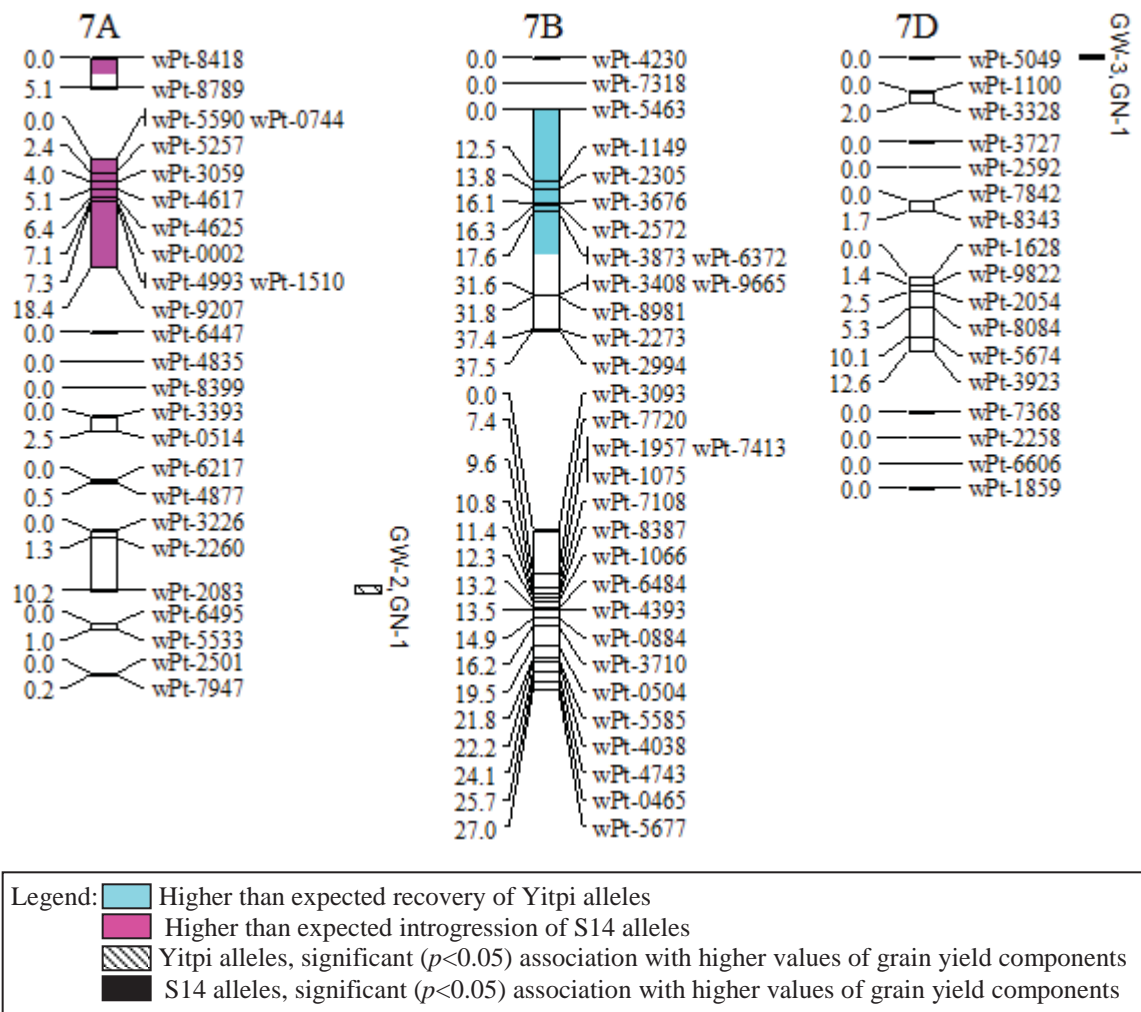 7A
0.0 wPt-8418
5.1 wPt-8789
0.0 wPt-5590 wPt-0744
2.4 wPt-5257
4.0 wPt-3059
5.1 wPt-4617
6.4 wPt-4625
7.1 wPt-0002
7.3 wPt-4993 wPt-1510
18.4 wPt-9207
0.0 wPt-6447
0.0 wPt-4835
0.0 wPt-8399
0.0 wPt-3393
2.5 wPt-0514
0.0 wPt-6217
0.5 wPt-4877
0.0 wPt-3226
1.3 wPt-2260
10.2 wPt-2083
0.0 wPt-6495
1.0 wPt-5533
0.0 wPt-2501
0.2 wPt-7947
GW-2, GN-1
7B
0.0 wPt-4230
0.0 wPt-7318
0.0 wPt-5463
12.5 wPt-1149
13.8 wPt-2305
16.1 wPt-3676
16.3 wPt-2572
17.6 wPt-3873 wPt-6372
31.6 wPt-3408 wPt-9665
31.8 wPt-8981
37.4 wPt-2273
37.5 wPt-2994
0.0 wPt-3093
7.4 wPt-7720
wPt-1957 wPt-7413
9.6 wPt-1075
10.8 wPt-7108
11.4 wPt-8387
12.3 wPt-1066
13.2 wPt-6484
13.5 wPt-4393
14.9 wPt-0884
16.2 wPt-3710
19.5 wPt-0504
21.8 wPt-5585
22.2 wPt-4038
24.1 wPt-4743
25.7 wPt-0465
27.0 wPt-5677
7D
0.0 wPt-5049
0.0 wPt-1100
2.0 wPt-3328
0.0 wPt-3727
0.0 wPt-2592
0.0 wPt-7842
1.7 wPt-8343
0.0 wPt-1628
1.4 wPt-9822
2.5 wPt-2054
5.3 wPt-8084
10.1 wPt-5674
12.6 wPt-3923
0.0 wPt-7368
0.0 wPt-2258
0.0 wPt-6606
0.0 wPt-1859
GW-3, GN-1
Legend: Higher than expected recovery of Yitpi alleles
Higher than expected introgression of S14 alleles
Yitpi alleles, significant (p<0.05) association with higher values of grain yield components
S14 alleles, significant (p<0.05) association with higher values of grain yield components